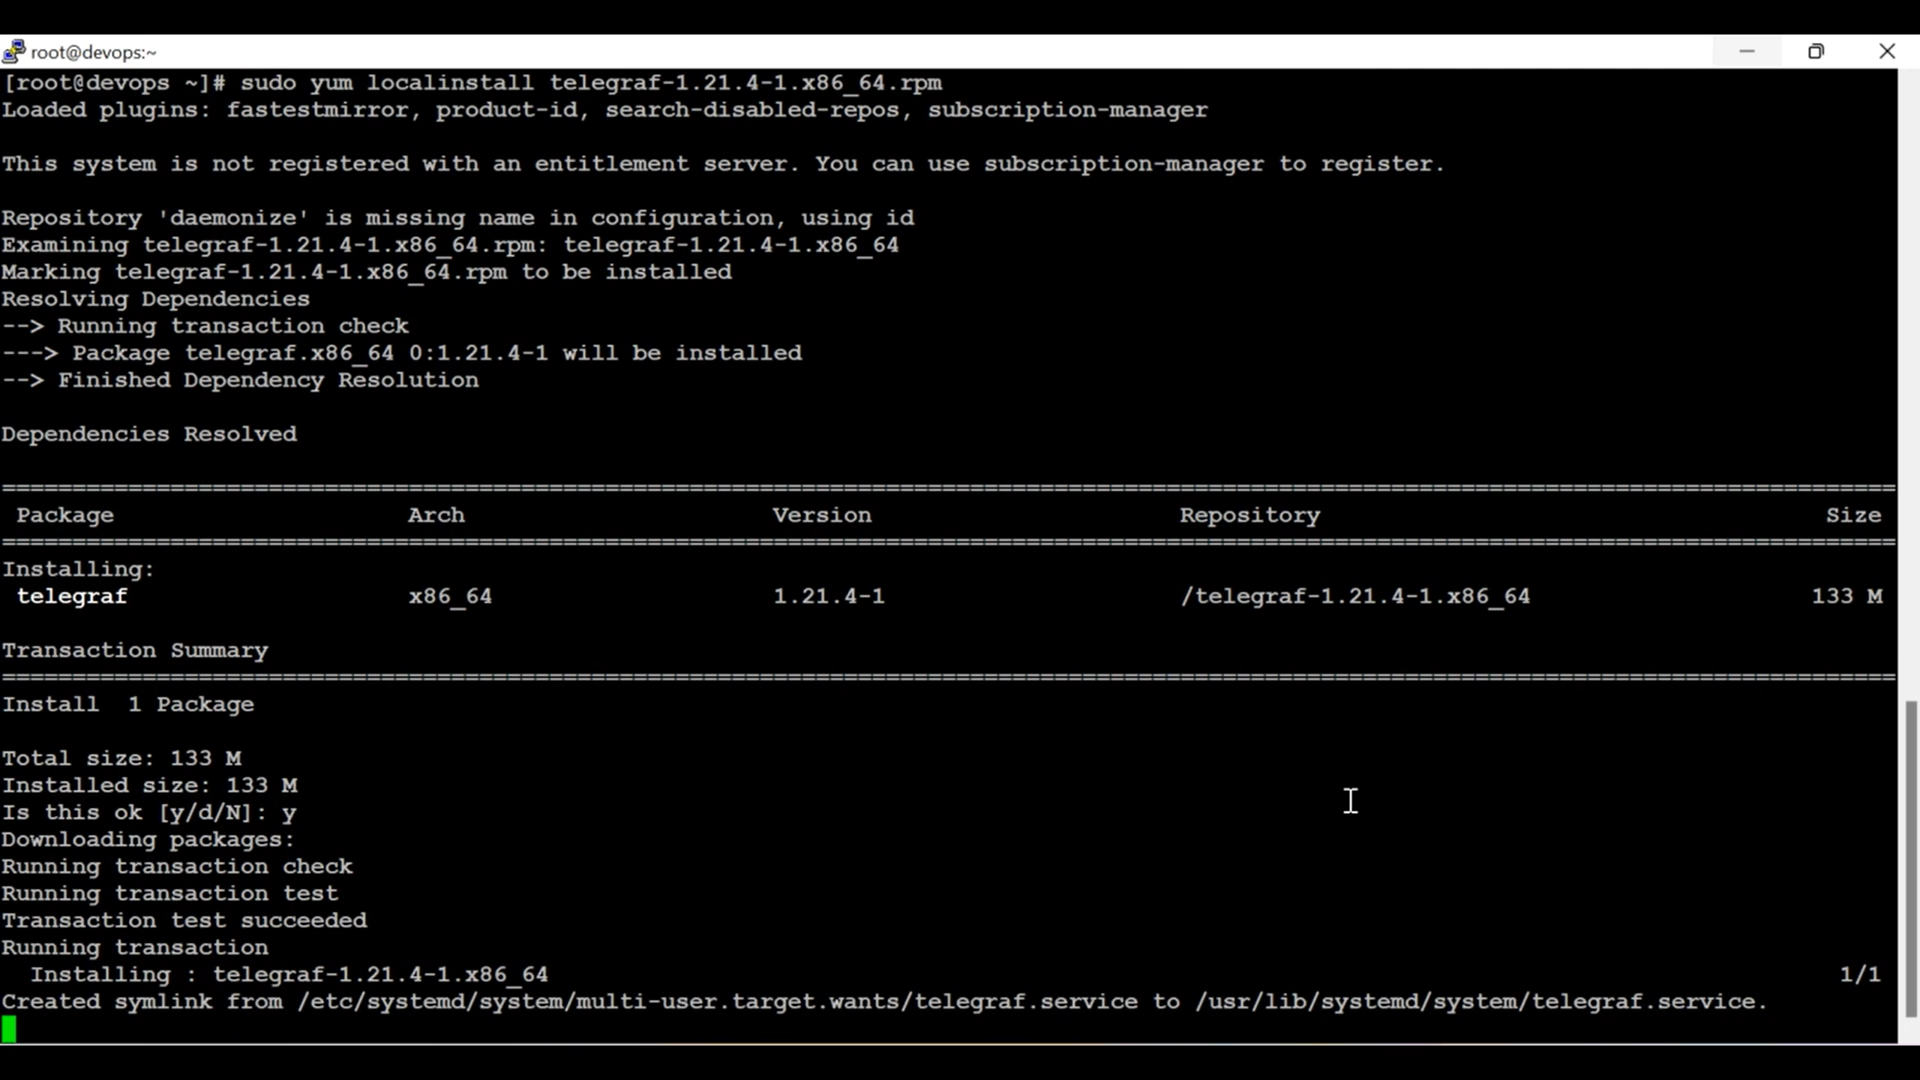 root@devops:~
[root@devops ~]# sudo yum localinstall telegraf-1.21.4-1.x86_64.rpm
Loaded plugins: fastestmirror, product-id, search-disabled-repos, subscription-manager
This system is not registered with an entitlement server. You can use subscription-manager to register.
Repository 'daemonize' is missing name in configuration, using id
Examining telegraf-1.21.4-1.x86_64.rpm: telegraf-1.21.4-1.x86_64
Marking telegraf-1.21.4-1.x86_64.rpm to be installed
Resolving Dependencies
--> Running transaction check
---> Package telegraf.x86_64 0:1.21.4-1 will be installed
--> Finished Dependency Resolution
Dependencies Resolved
Package Arch Version Repository Size
Installing:
telegraf x86_64 1.21.4-1 /telegraf-1.21.4-1.x86_64 133 M
Transaction Summary
Install 1 Package
Total size: 133 M
Installed size: 133 M
Is this ok [y/d/N]: y
Downloading packages:
Running transaction check
Running transaction test
Transaction test succeeded
Running transaction
Installing : telegraf-1.21.4-1.x86_64 1/1
Created symlink from /etc/systemd/system/multi-user.target.wants/telegraf.service to /usr/lib/systemd/system/telegraf.service.